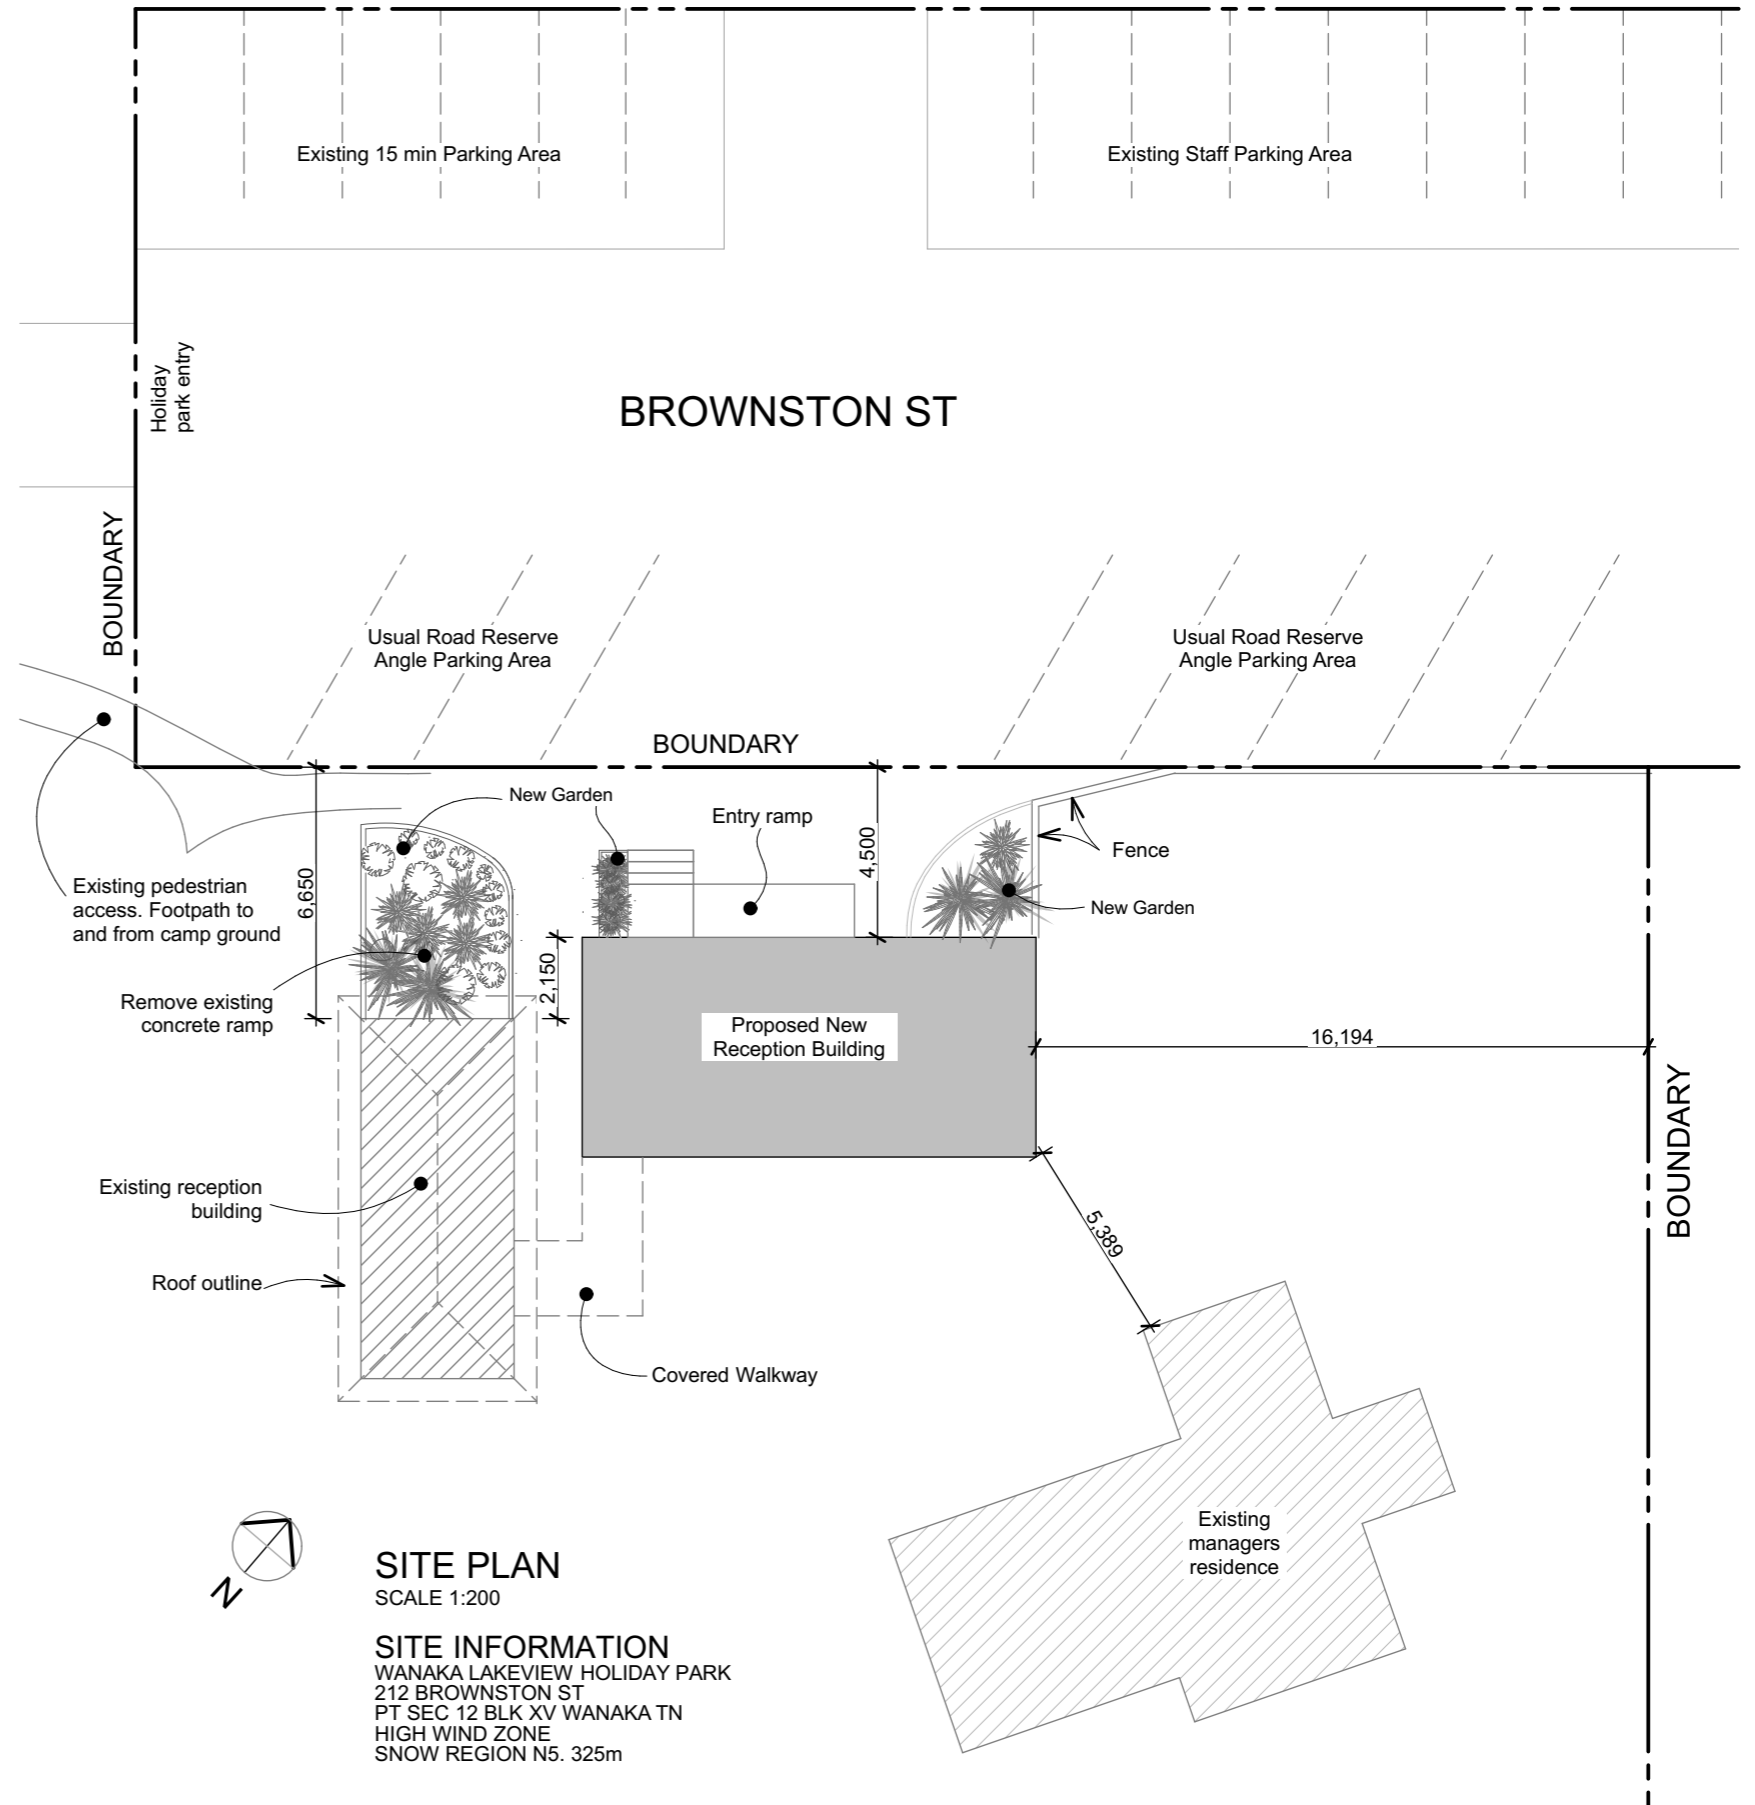 Existing 15 min Parking Area
Existing Staff Parking Area
Holiday
park entry
BROWNSTON ST
BOUNDARY
Usual Road Reserve
Angle Parking Area
Usual Road Reserve
Angle Parking Area
BOUNDARY
New Garden
Entry ramp
4,500
Fence
6,650
Existing pedestrian
access. Footpath to
and from camp ground
New Garden
2,150
Remove existing
concrete ramp
Proposed New
Reception Building
16,194
BOUNDARY
Existing reception
building
5,389
Roof outline
Covered Walkway
Existing
managers
residence
N
SITE PLAN
SCALE 1:200
SITE INFORMATION
WANAKA LAKEVIEW HOLIDAY PARK
212 BROWNSTON ST
PT SEC 12 BLK XV WANAKA TN
HIGH WIND ZONE
SNOW REGION N5. 325m